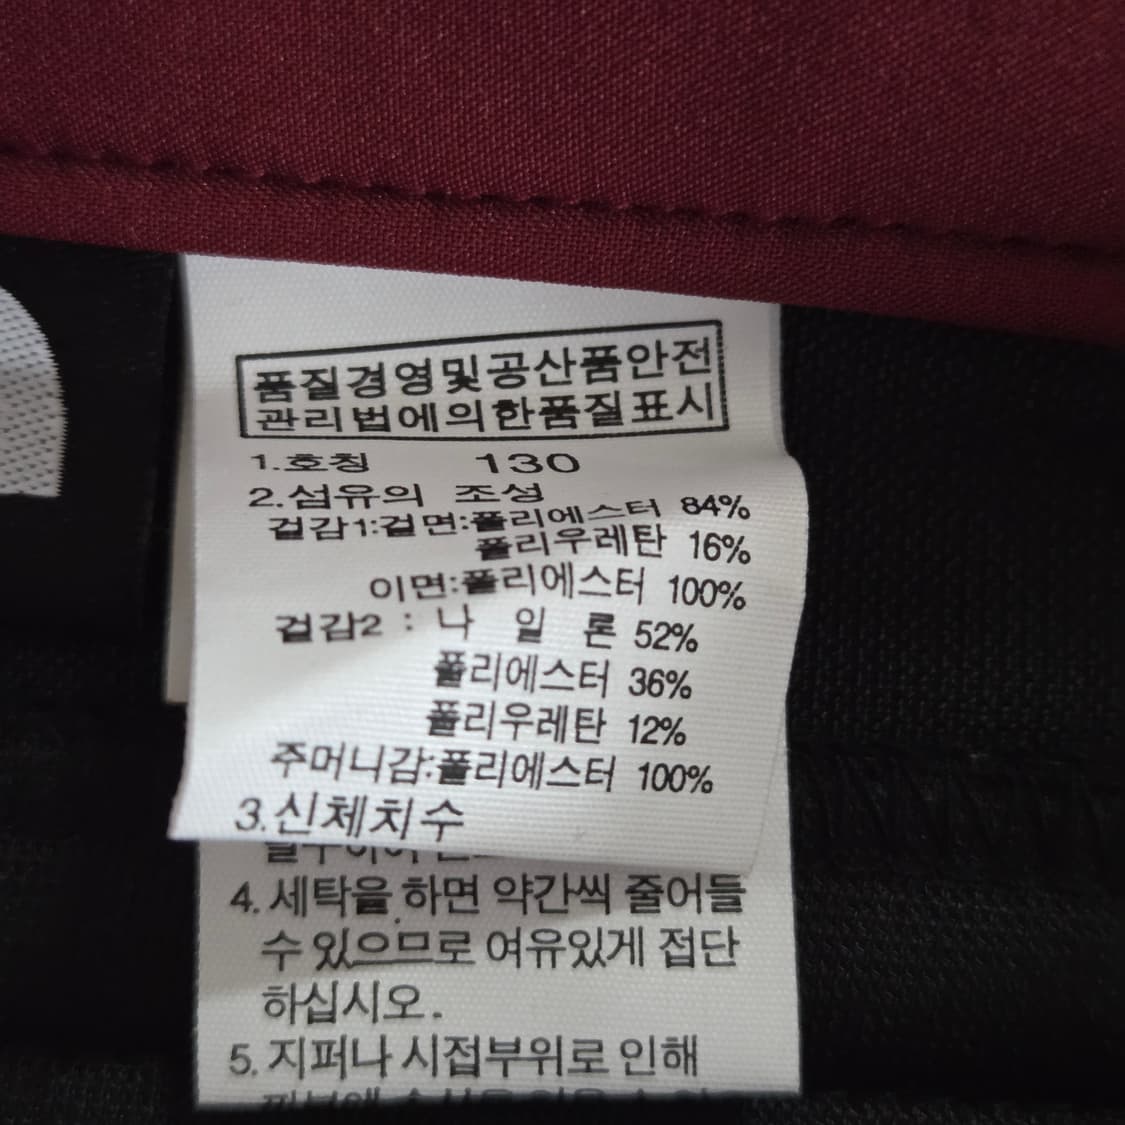 품질경영및공산품안전
관리법에의한품질표시
1.호칭 130
2.섬유의 조성
겉감1:겉면:폴리에스터 84%
폴리우레탄 16%
이면:폴리에스터 100%
겉감2 : 나 일 론 52%
폴리에스터 36%
폴리우레탄 12%
주머니감:폴리에스터 100%
3.신체치수
4. 세탁을 하면 약간씩 줄어들
수 있으므로 여유있게 접단
하십시오.
5. 지퍼나 시접부위로 인해